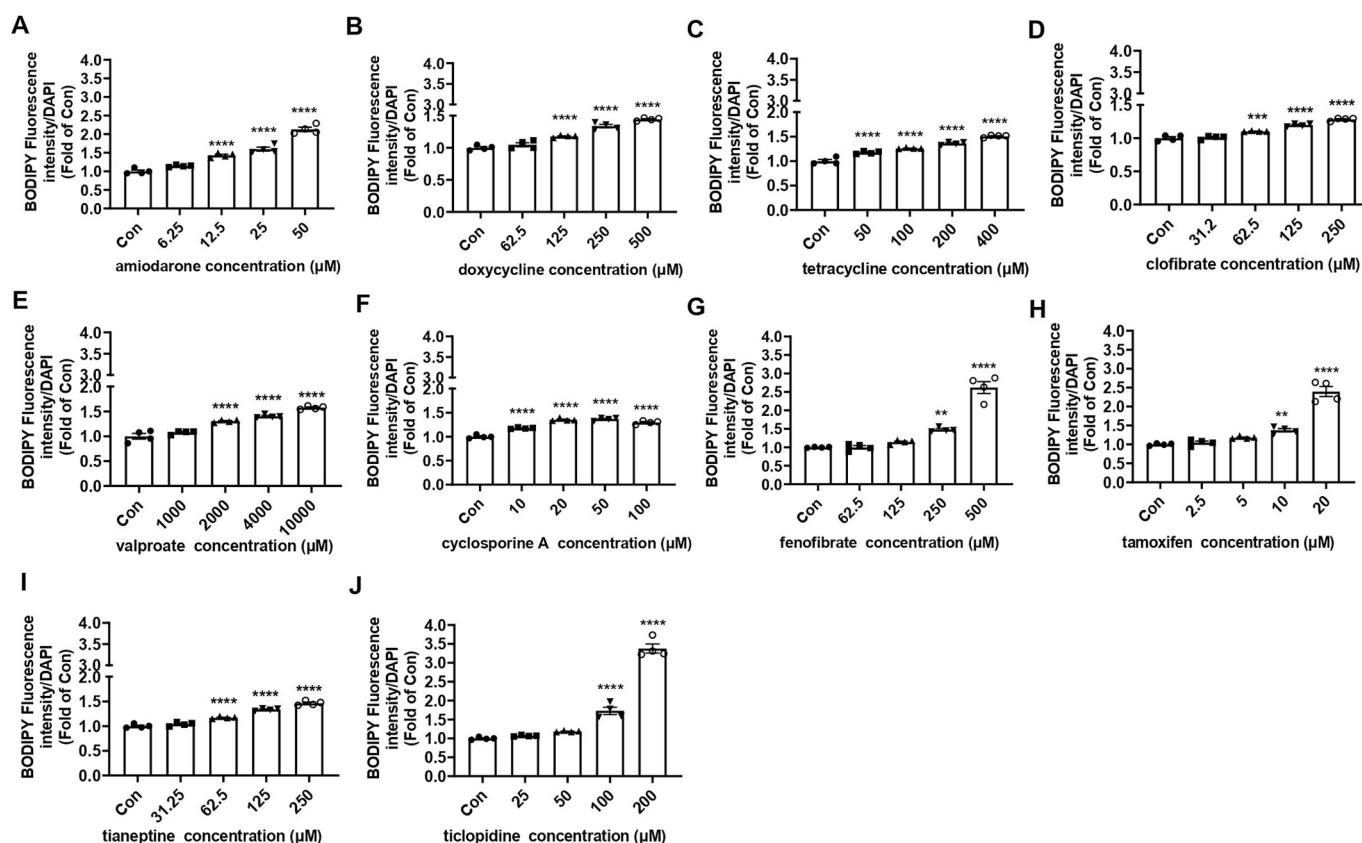 A
BODIPY Fluorescence
intensity/DAPI
(Fold of Con)
4.0
3.5
3.0
2.5
2.0
1.5
1.0
0.5
0.0
****
****
****
Con
6.25
12.5
25
50
amiodarone concentration (µM)
B
BODIPY Fluorescence
intensity/DAPI
(Fold of Con)
4.0
3.0
2.0
1.5
1.0
0.5
0.0
****
****
****
Con
62.5
125
250
500
doxycycline concentration (µM)
C
BODIPY Fluorescence
intensity/DAPI
(Fold of Con)
4.0
3.5
3.0
2.5
2.0
1.5
1.0
0.5
0.0
****
****
****
****
Con
50
100
200
400
tetracycline concentration (µM)
D
BODIPY Fluorescence
intensity/DAPI
(Fold of Con)
4.0
3.5
3.0
2.5
2.0
1.5
1.0
0.5
0.0
***
****
****
Con
31.2
62.5
125
250
clofibrate concentration (µM)
E
BODIPY Fluorescence
intensity/DAPI
(Fold of Con)
4.0
3.5
3.0
2.5
2.0
1.5
1.0
0.5
0.0
****
****
****
Con
1000
2000
4000
10000
valproate concentration (µM)
F
BODIPY Fluorescence
intensity/DAPI
(Fold of Con)
4.0
3.5
3.0
2.5
2.0
1.5
1.0
0.5
0.0
****
****
****
****
Con
10
20
50
100
cyclosporine A concentration (µM)
G
BODIPY Fluorescence
intensity/DAPI
(Fold of Con)
4.0
3.5
3.0
2.5
2.0
1.5
1.0
0.5
0.0
**
****
Con
62.5
125
250
500
fenofibrate concentration (µM)
H
BODIPY Fluorescence
intensity/DAPI
(Fold of Con)
4.0
3.5
3.0
2.5
2.0
1.5
1.0
0.5
0.0
**
****
Con
2.5
5
10
20
tamoxifen concentration (µM)
I
BODIPY Fluorescence
intensity/DAPI
(Fold of Con)
4.0
3.5
3.0
2.5
2.0
1.5
1.0
0.5
0.0
****
****
****
Con
31.25
62.5
125
250
tianeptine concentration (µM)
J
BODIPY Fluorescence
intensity/DAPI
(Fold of Con)
4.0
3.5
3.0
2.5
2.0
1.5
1.0
0.5
0.0
****
****
Con
25
50
100
200
ticlopidine concentration (µM)